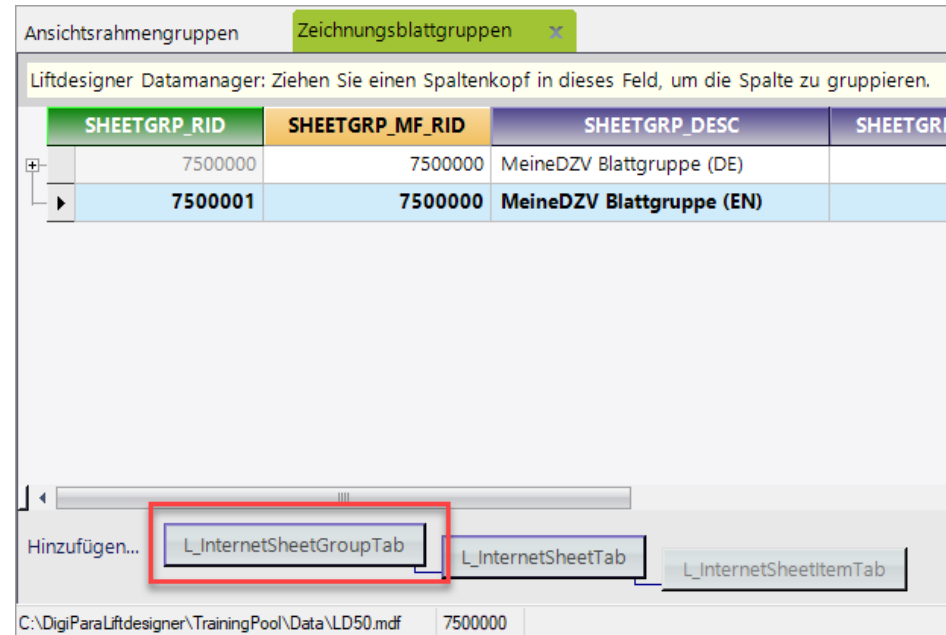 Ansichtsrahmengruppen Zeichnungsblattgruppen x
Liftdesigner Datamanager: Ziehen Sie einen Spaltenkopf in dieses Feld, um die Spalte zu gruppieren.
SHEETGRP_RID SHEETGRP_MF_RID SHEETGRP_DESC SHEETGR
7500000 7500000 MeineDZV Blattgruppe (DE)
7500001 7500000 MeineDZV Blattgruppe (EN)
Hinzufügen... L_InternetSheetGroupTab L_InternetSheetTab L_InternetSheetItemTab
C:\DigiParaLiftdesigner\TrainingPool\Data\LD50.mdf 7500000